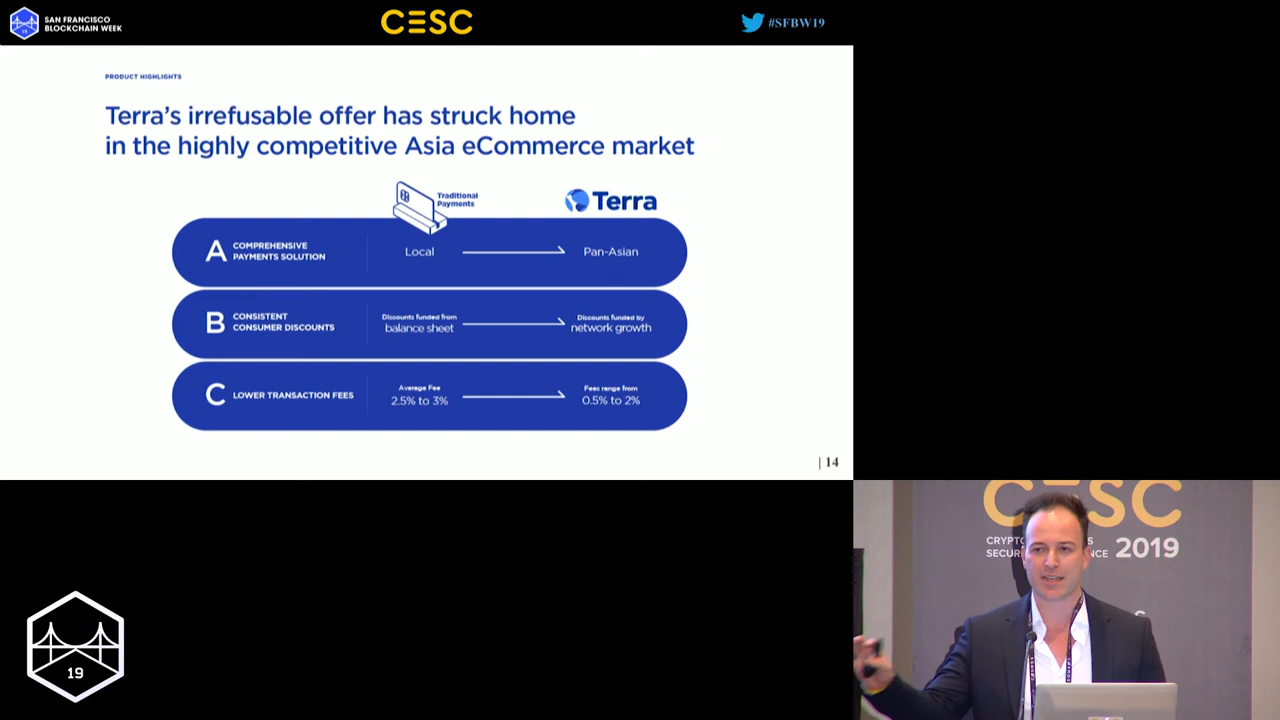 SAN FRANCISCO
BLOCKCHAIN WEEK
19
CESC
#SFBW19
PRODUCT HIGHLIGHTS
Terra's irrefusable offer has struck home
in the highly competitive Asia eCommerce market
Traditional
Payments
Terra
A COMPREHENSIVE
PAYMENTS SOLUTION
Local
Pan-Asian
B CONSISTENT
CONSUMER DISCOUNTS
Discounts funded from
balance sheet
Discounts funded by
network growth
C LOWER TRANSACTION FEES
Average Fee
2.5% to 3%
Fees range from
0.5% to 2%
| 14
19
CESC
2019